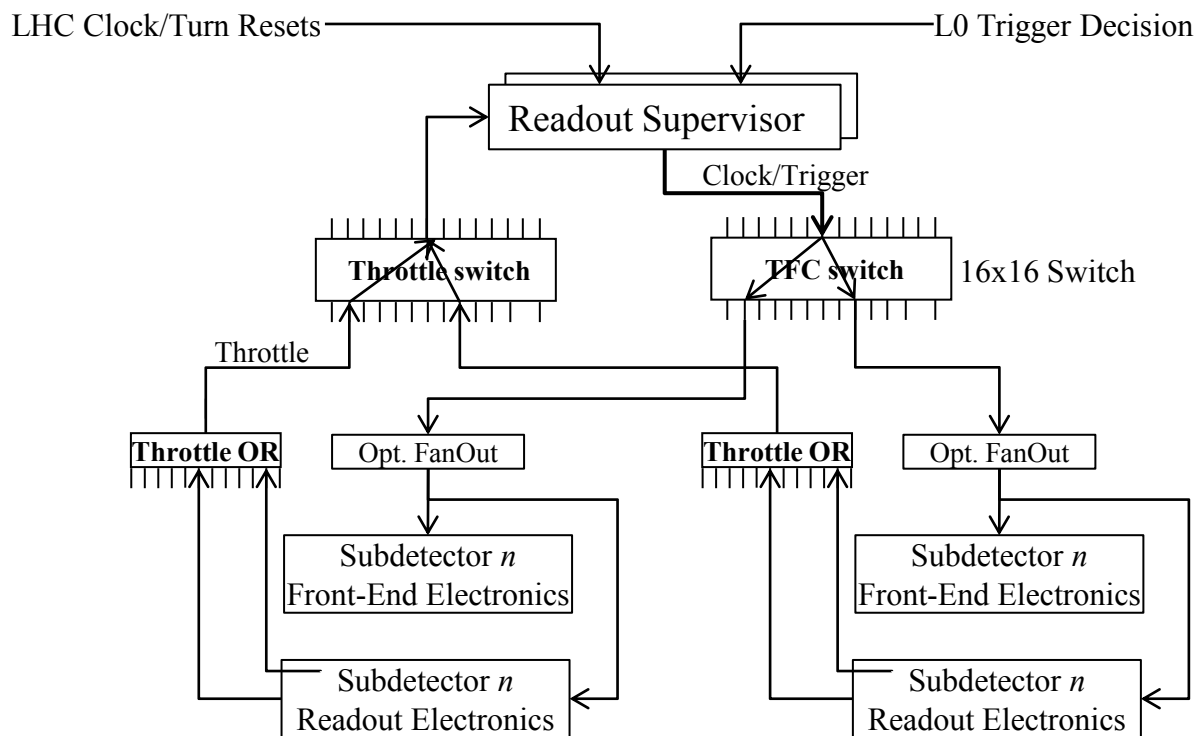 LHC Clock/Turn Resets
L0 Trigger Decision
Readout Supervisor
Clock/Trigger
Throttle switch
TFC switch
16x16 Switch
Throttle
Throttle OR
Opt. FanOut
Throttle OR
Opt. FanOut
Subdetector n
Front-End Electronics
Subdetector n
Front-End Electronics
Subdetector n
Readout Electronics
Subdetector n
Readout Electronics